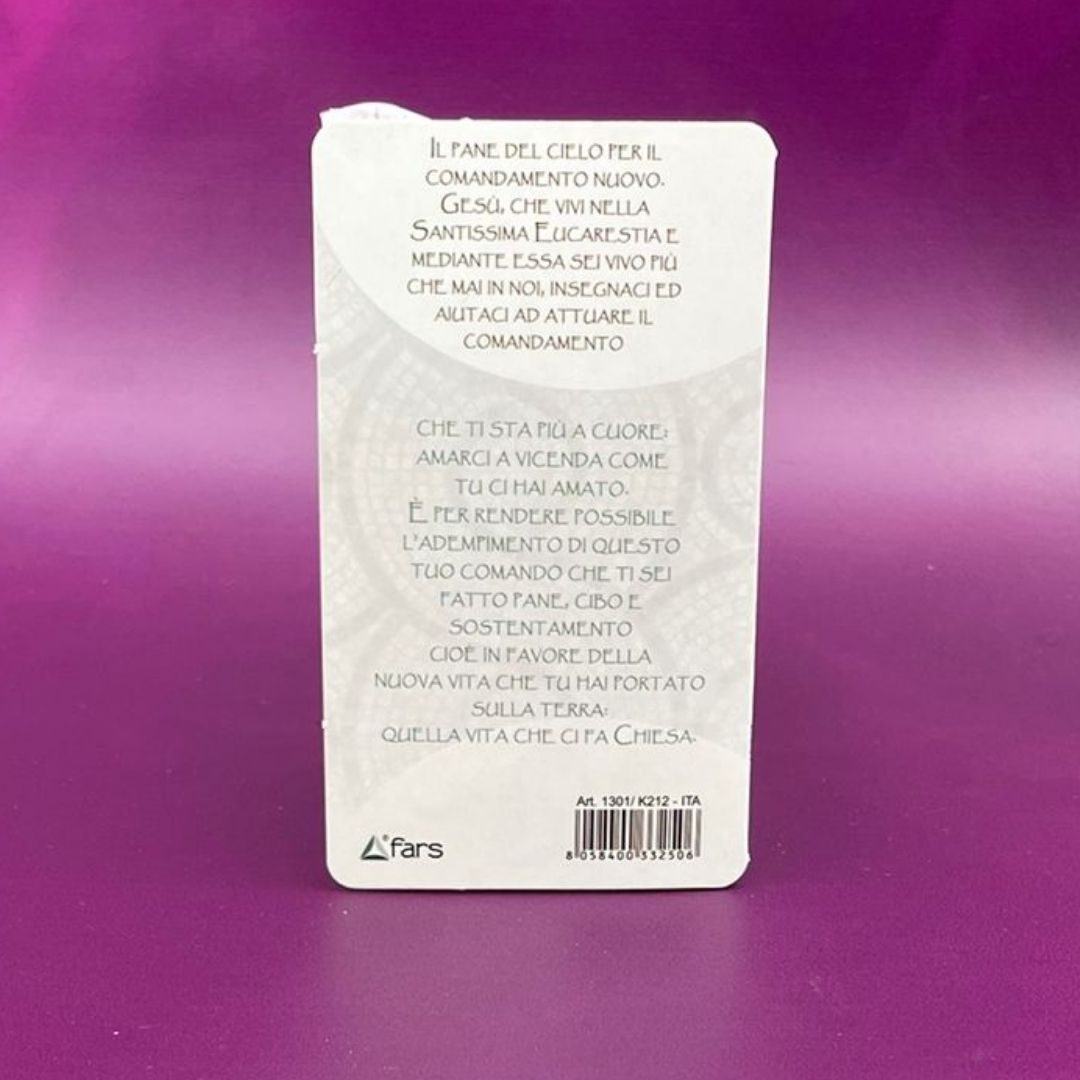 Il pane del cielo per il
comandamento nuovo.
Gesù, che vivi nella
Santissima Eucarestia e
mediante essa sei vivo più
che mai in noi, insegnaci ed
aiutaci ad attuare il
comandamento
che ti sta più a cuore:
amarci a vicenda come
tu ci hai amato.
È per rendere possibile
l'adempimento di questo
tuo comando che ti sei
fatto pane, cibo e
sostentamento
cioè in favore della
nuova vita che tu hai portato
sulla terra:
quella vita che ci fa Chiesa.
Art. 1301/ K212 - ITA
®fars
8 058400 332506